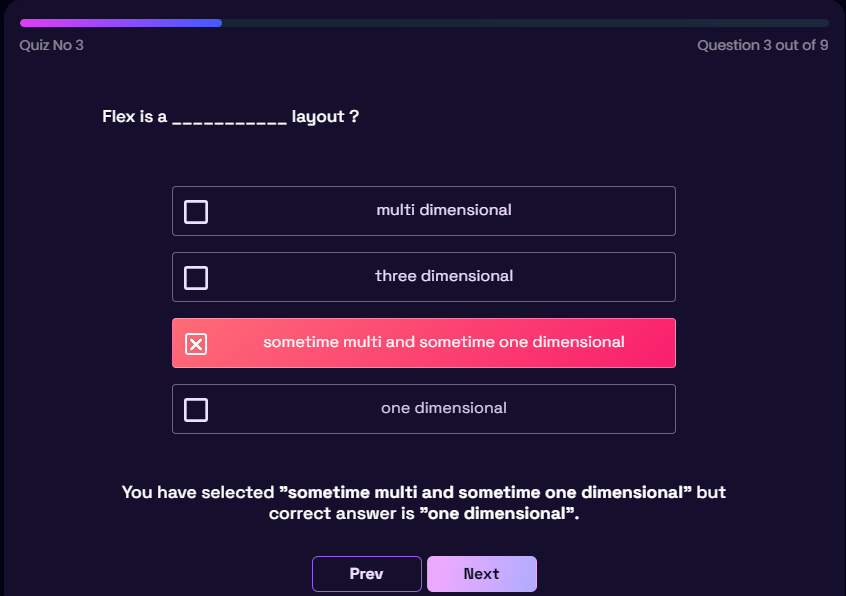 Quiz No 3
Question 3 out of 9
Flex is a ___________ layout ?
multi dimensional
three dimensional
sometime multi and sometime one dimensional
one dimensional
You have selected ”sometime multi and sometime one dimensional” but
correct answer is ”one dimensional”.
Prev
Next